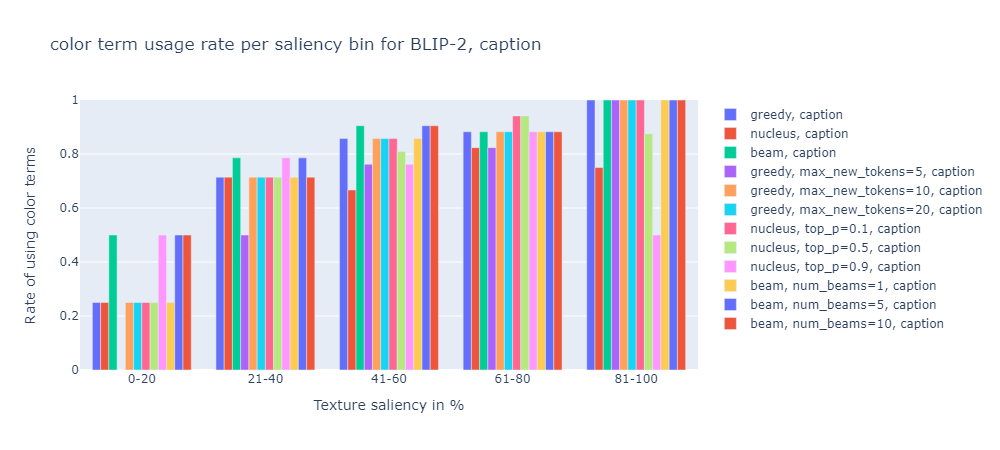 color term usage rate per saliency bin for BLIP-2, caption
Rate of using color terms
1
0.8
0.6
0.4
0.2
0
0-20
21-40
41-60
61-80
81-100
Texture saliency in %
greedy, caption
nucleus, caption
beam, caption
greedy, max_new_tokens=5, caption
greedy, max_new_tokens=10, caption
greedy, max_new_tokens=20, caption
nucleus, top_p=0.1, caption
nucleus, top_p=0.5, caption
nucleus, top_p=0.9, caption
beam, num_beams=1, caption
beam, num_beams=5, caption
beam, num_beams=10, caption